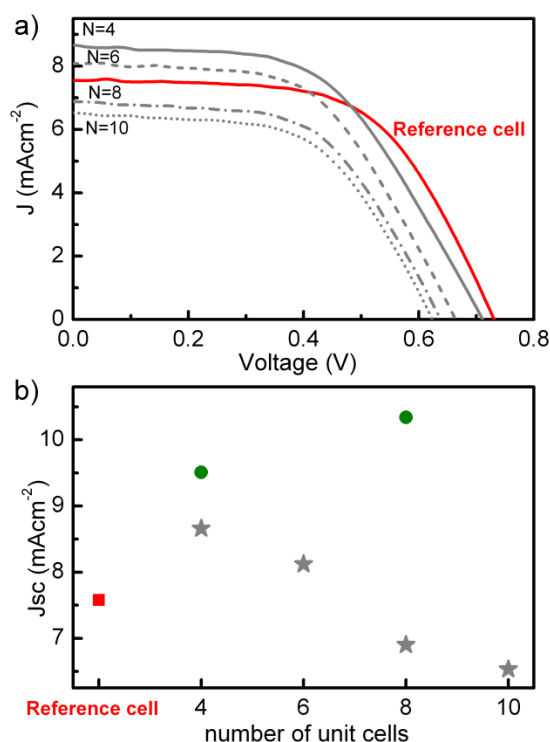 a)
N=4
N=6
N=8
N=10
Reference cell
J (mAcm⁻²)
8
6
4
2
0
0.0 0.2 0.4 0.6 0.8
Voltage (V)
b)
Jsc (mAcm⁻²)
10
9
8
7
Reference cell 4 6 8 10
number of unit cells